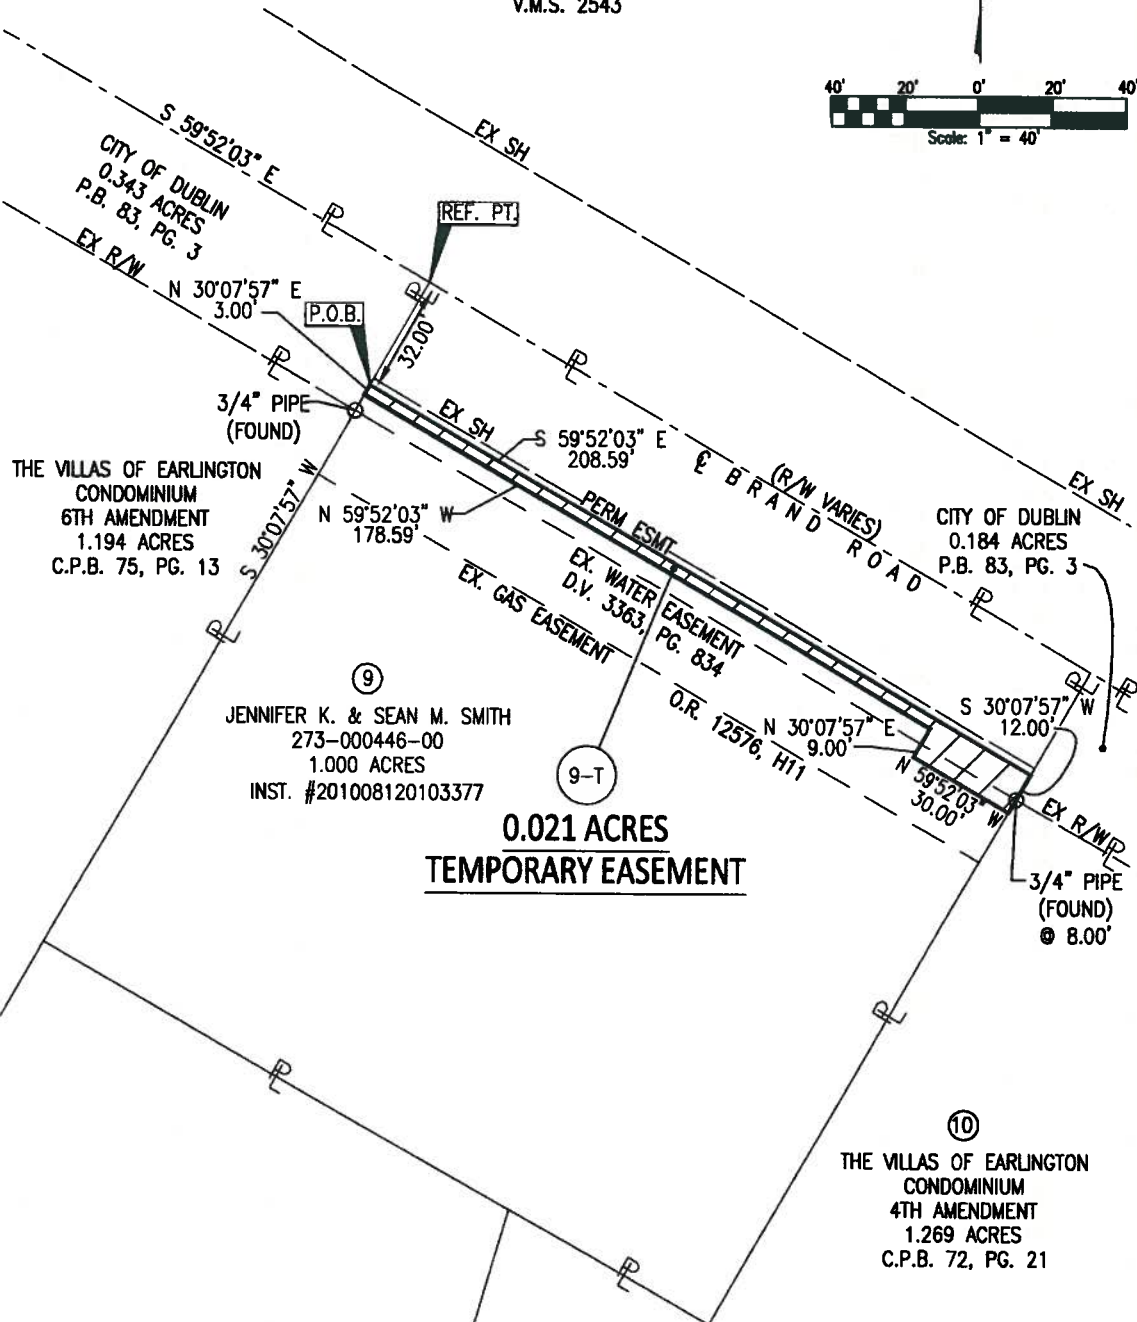 V.M.S. 2543
40' 20' 0' 20' 40'
Scale: 1" = 40'
EX SH
S 59°52'03" E
CITY OF DUBLIN
0.343 ACRES
P.B. 83, PG. 3
EX R/W
REF. PT.
N 30°07'57" E
3.00'
P.O.B.
32.00'
3/4" PIPE
(FOUND)
EX SH
S 59°52'03" E
208.59'
℄ BRAND ROAD
(R/W VARIES)
EX SH
THE VILLAS OF EARLINGTON
CONDOMINIUM
6TH AMENDMENT
1.194 ACRES
C.P.B. 75, PG. 13
S 30°07'57" W
N 59°52'03" W
178.59'
PERM ESMT
CITY OF DUBLIN
0.184 ACRES
P.B. 83, PG. 3
EX. WATER EASEMENT
D.V. 3363, PG. 834
EX. GAS EASEMENT
O.R. 12576, H11
9
JENNIFER K. & SEAN M. SMITH
273-000446-00
1.000 ACRES
INST. #201008120103377
S 30°07'57" W
12.00'
N 30°07'57" E
9.00'
N 59°52'03" W
30.00'
9-T
0.021 ACRES
TEMPORARY EASEMENT
EX R/W
3/4" PIPE
(FOUND)
@ 8.00'
10
THE VILLAS OF EARLINGTON
CONDOMINIUM
4TH AMENDMENT
1.269 ACRES
C.P.B. 72, PG. 21